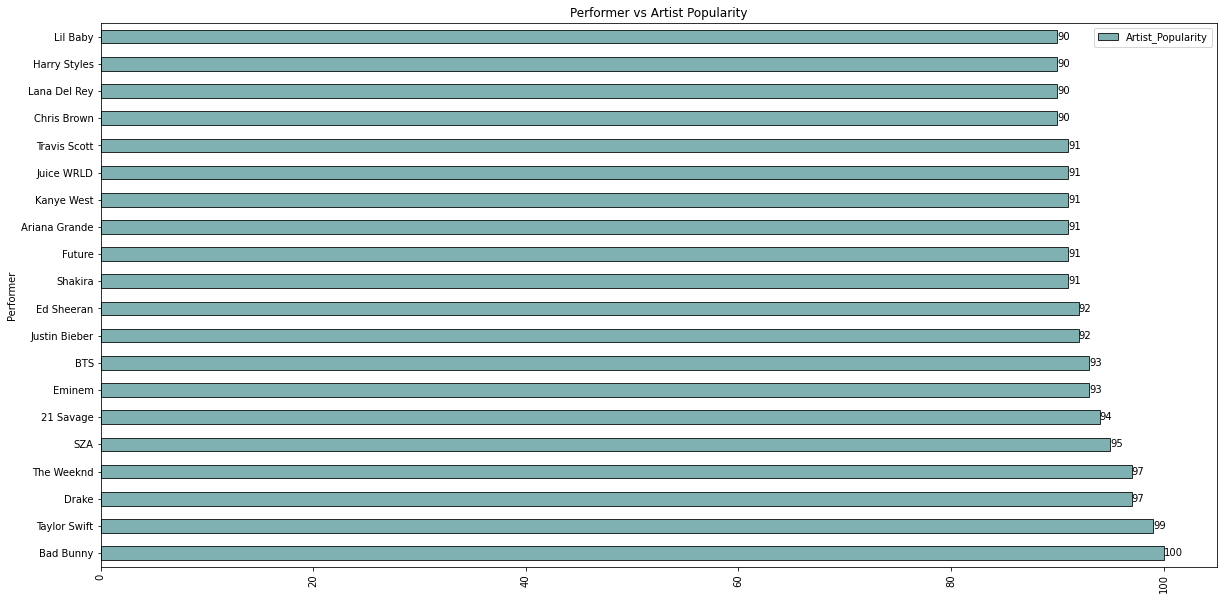 Performer vs Artist Popularity
Artist_Popularity
Lil Baby 90
Harry Styles 90
Lana Del Rey 90
Chris Brown 90
Travis Scott 91
Juice WRLD 91
Kanye West 91
Ariana Grande 91
Future 91
Shakira 91
Ed Sheeran 92
Justin Bieber 92
BTS 93
Eminem 93
21 Savage 94
SZA 95
The Weeknd 97
Drake 97
Taylor Swift 99
Bad Bunny 100
Performer
0 20 40 60 80 100